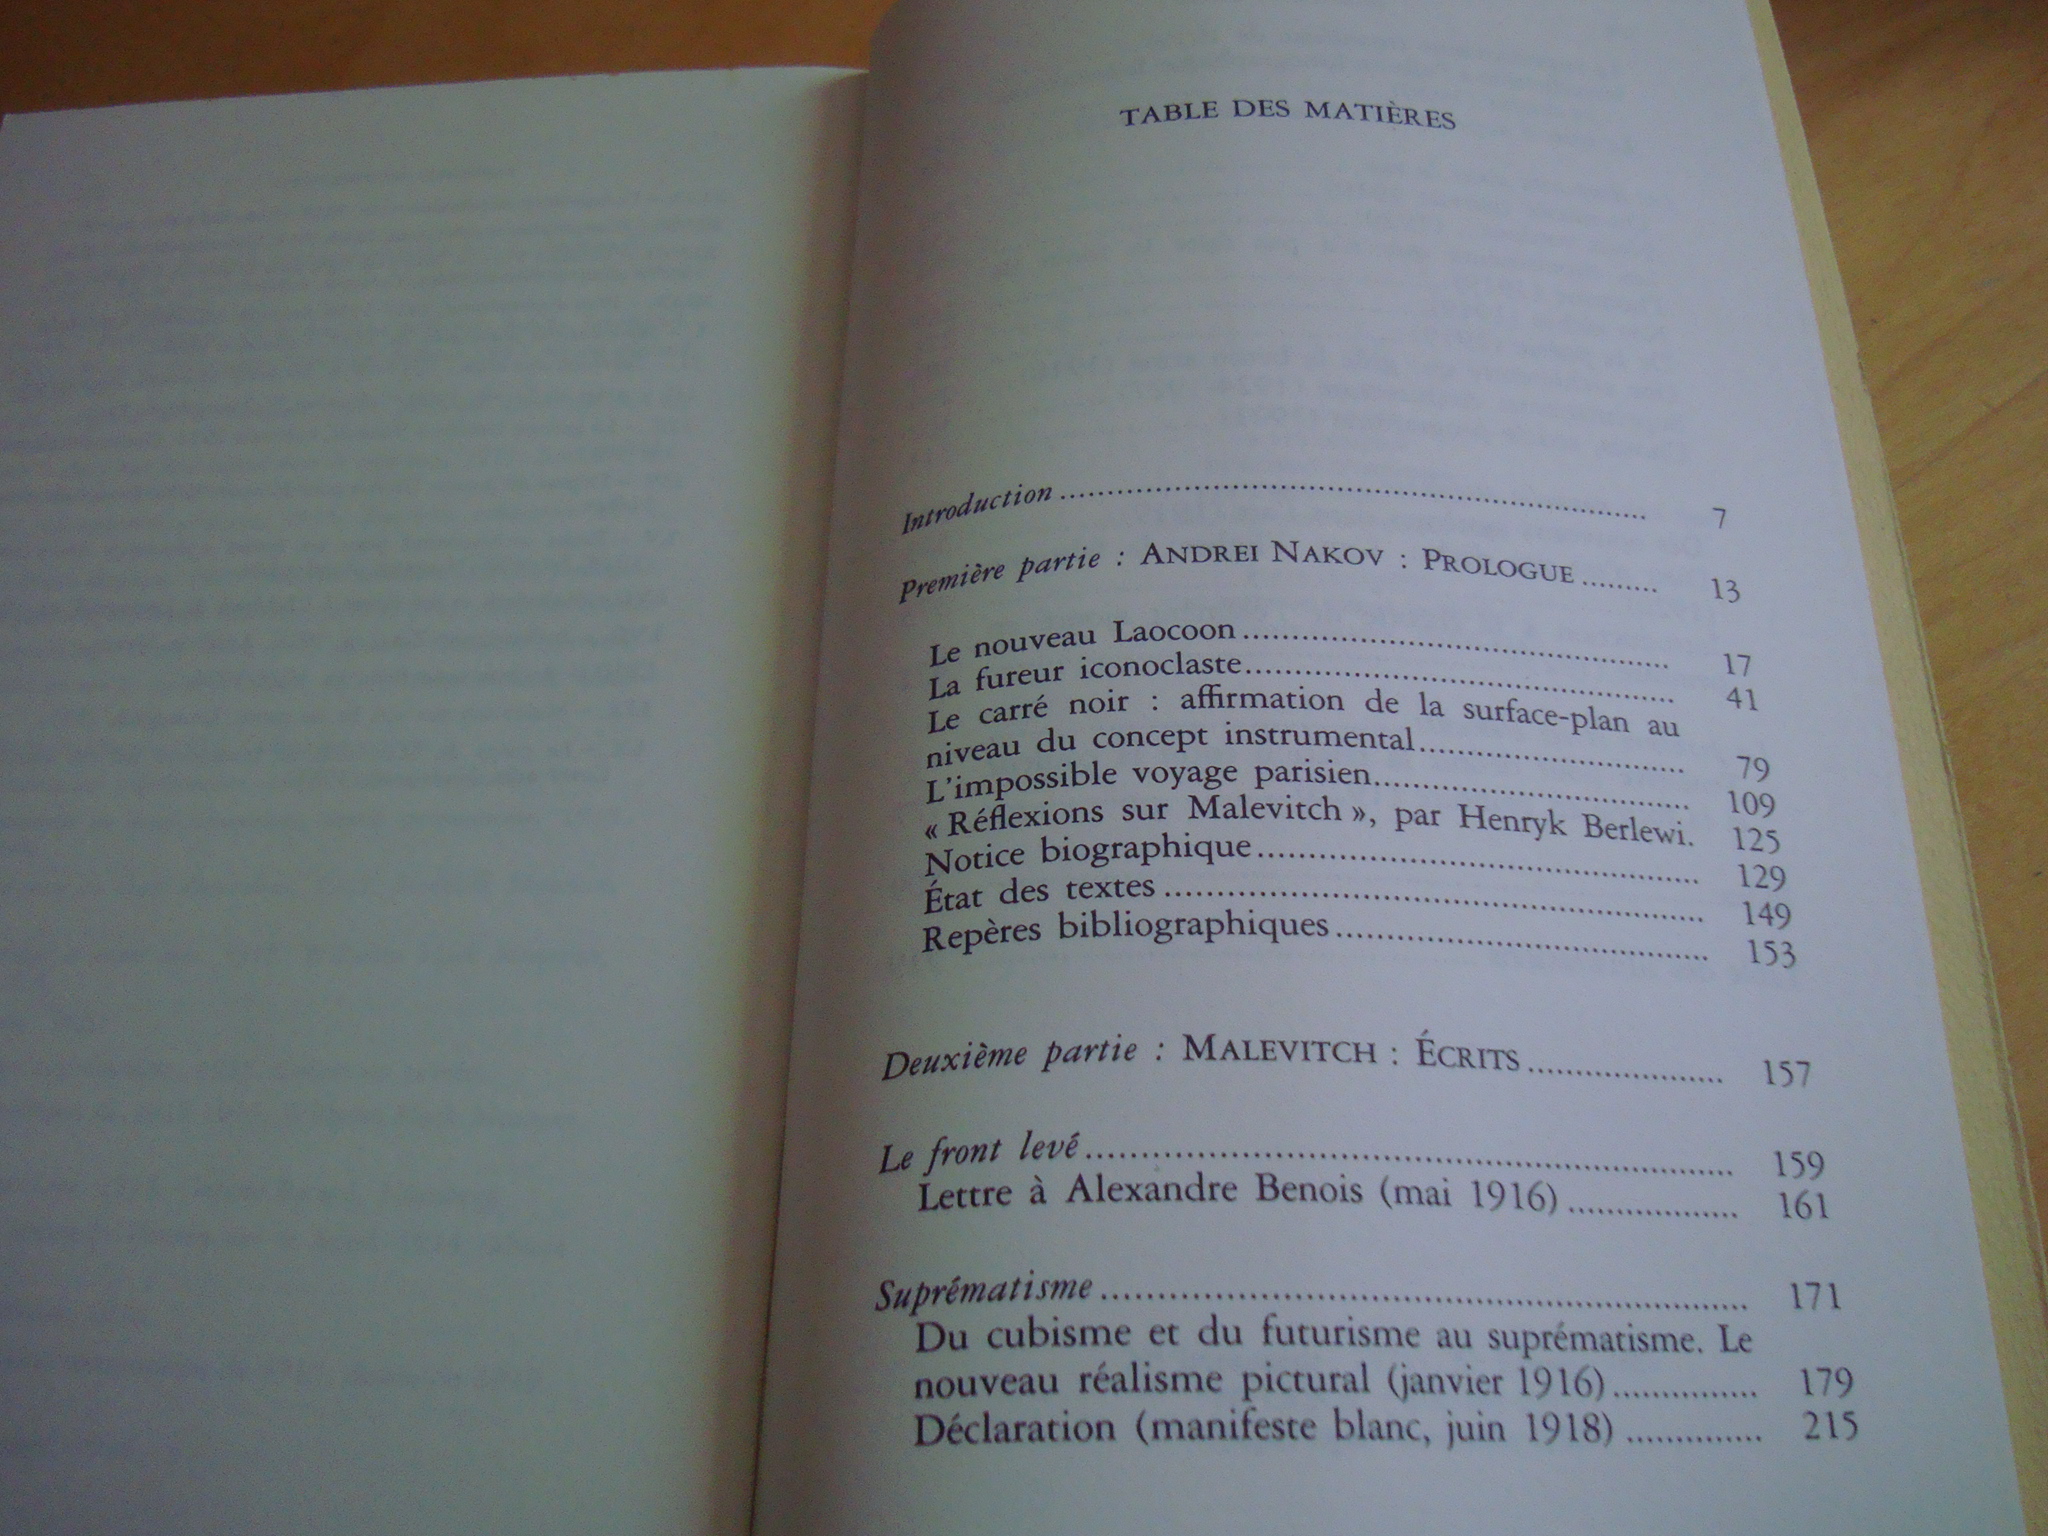 TABLE DES MATIÈRES
Introduction .......... 7
Première partie : ANDREI NAKOV : PROLOGUE .......... 13
Le nouveau Laocoon .......... 17
La fureur iconoclaste .......... 41
Le carré noir : affirmation de la surface-plan au
niveau du concept instrumental .......... 79
L'impossible voyage parisien .......... 109
« Réflexions sur Malevitch », par Henryk Berlewi. 125
Notice biographique .......... 129
État des textes .......... 149
Repères bibliographiques .......... 153
Deuxième partie : MALEVITCH : ÉCRITS .......... 157
Le front levé .......... 159
Lettre à Alexandre Benois (mai 1916) .......... 161
Suprématisme .......... 171
Du cubisme et du futurisme au suprématisme. Le
nouveau réalisme pictural (janvier 1916) .......... 179
Déclaration (manifeste blanc, juin 1918) .......... 215